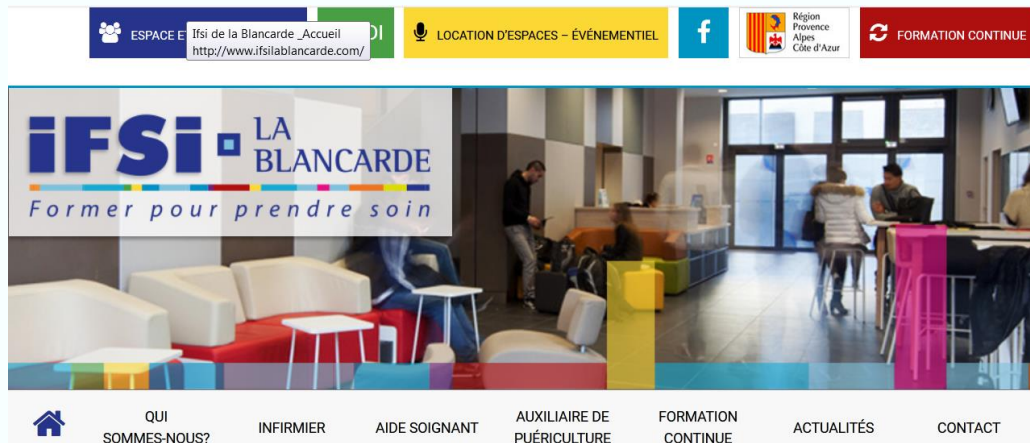 ESPACE E
Ifsi de la Blancarde _Accueil
http://www.ifsilablancarde.com/
OI
LOCATION D'ESPACES – ÉVÉNEMENTIEL
f
Région
Provence
Alpes
Côte d'Azur
FORMATION CONTINUE
iFSi
LA
BLANCARDE
Former pour prendre soin
QUI
SOMMES-NOUS?
INFIRMIER
AIDE SOIGNANT
AUXILIAIRE DE
PUÉRICULTURE
FORMATION
CONTINUE
ACTUALITÉS
CONTACT